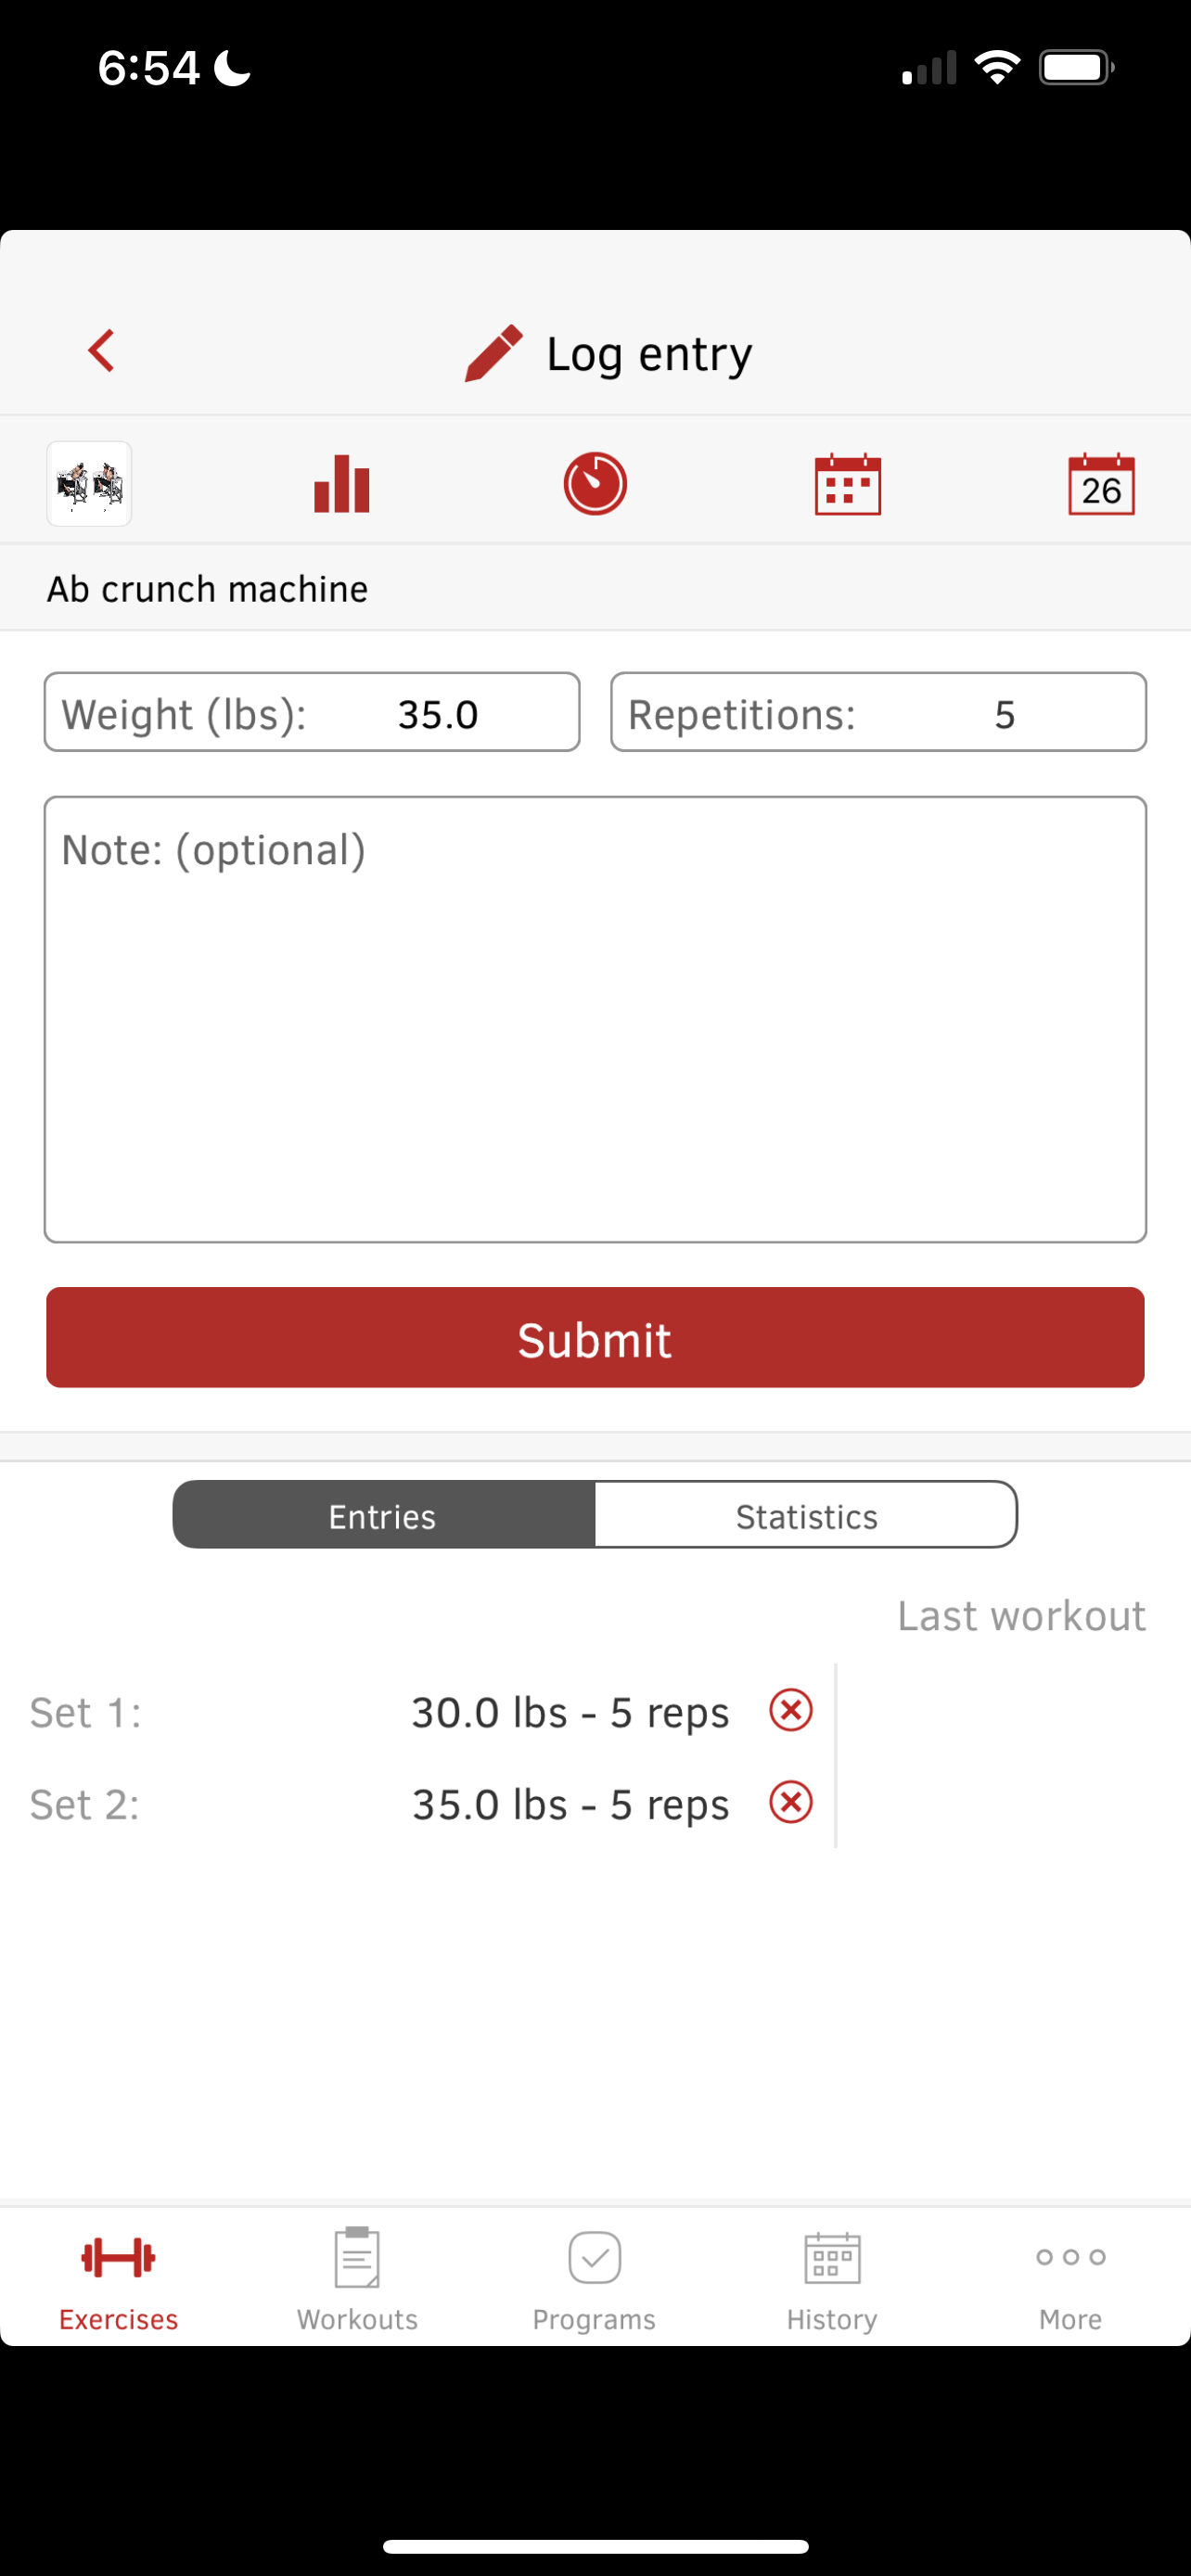 6:54
Log entry
26
Ab crunch machine
Weight (lbs): 35.0 Repetitions: 5
Note: (optional)
Submit
Entries Statistics
Last workout
Set 1: 30.0 lbs - 5 reps
Set 2: 35.0 lbs - 5 reps
Exercises Workouts Programs History More